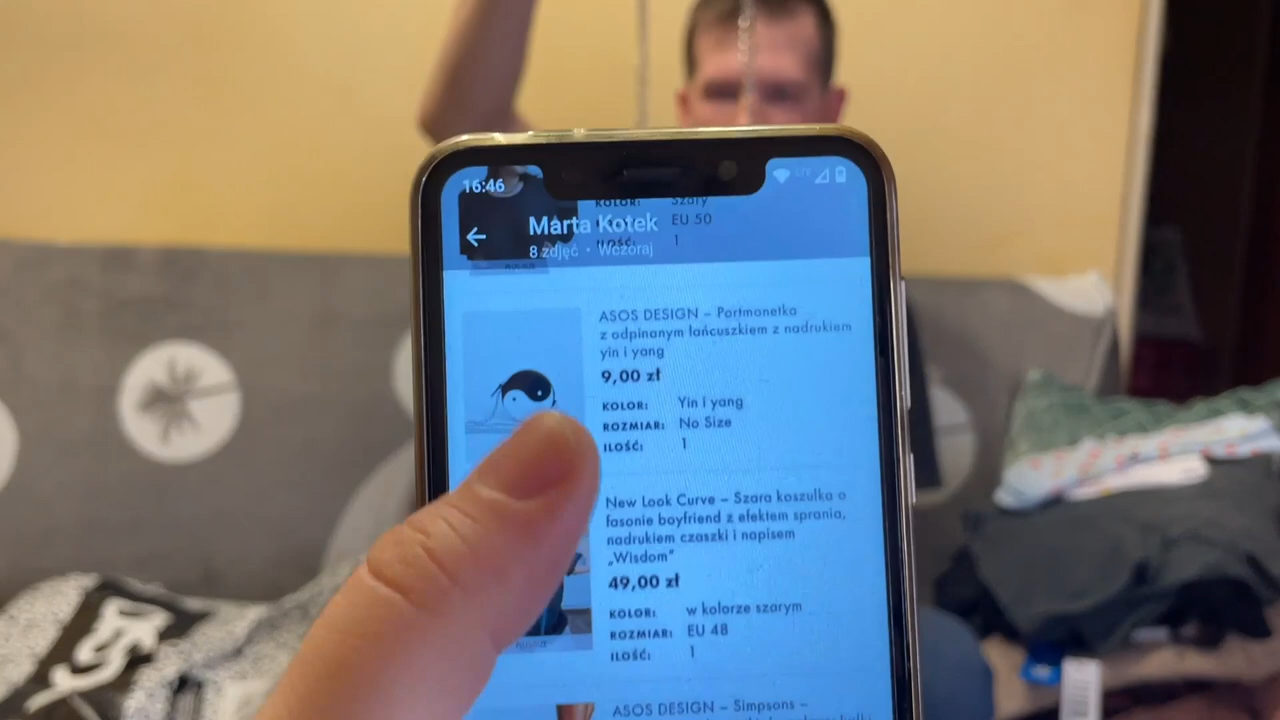 16:46
KOLOR: Szary
Marta Kotek
EU 50
ILOŚĆ: 1
8 zdjęć • Wczoraj
ASOS DESIGN – Portmonetka
z odpinanym łańcuszkiem z nadrukiem
yin i yang
9,00 zł
KOLOR: Yin i yang
ROZMIAR: No Size
ILOŚĆ: 1
New Look Curve – Szara koszulka o
fasonie boyfriend z efektem sprania,
nadrukiem czaszki i napisem
„Wisdom”
49,00 zł
KOLOR: w kolorze szarym
ROZMIAR: EU 48
ILOŚĆ: 1
ASOS DESIGN – Simpsons –